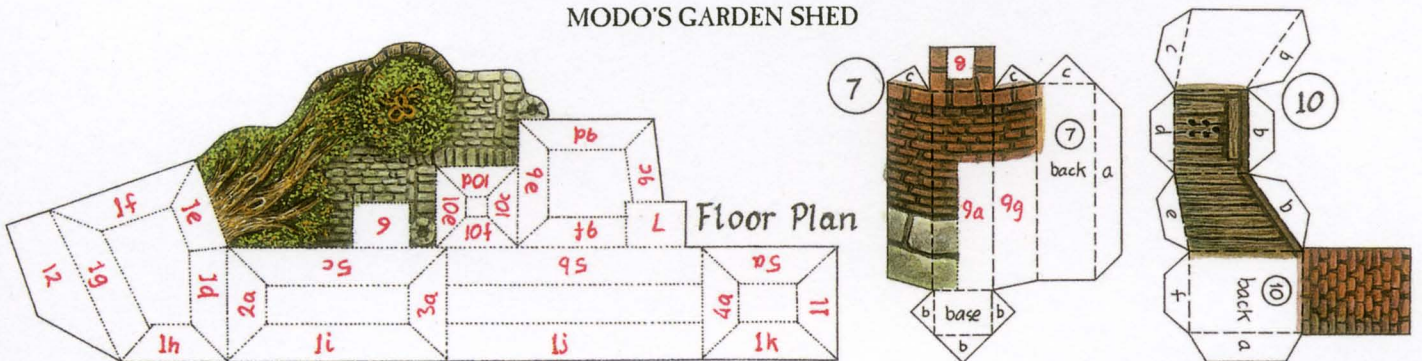 MODO'S GARDEN SHED
12
1g
1f
1e
1d
1h
2a
5c
1i
3a
6
10d
10e
10c
10f
9d
9e
9c
9f
7
5b
1j
5a
4a
1l
1k
Floor Plan
7
8
c
c
c
7
back
a
9a
9g
b base b
b
10
c
b
d
b
e
g
f
10
back
a